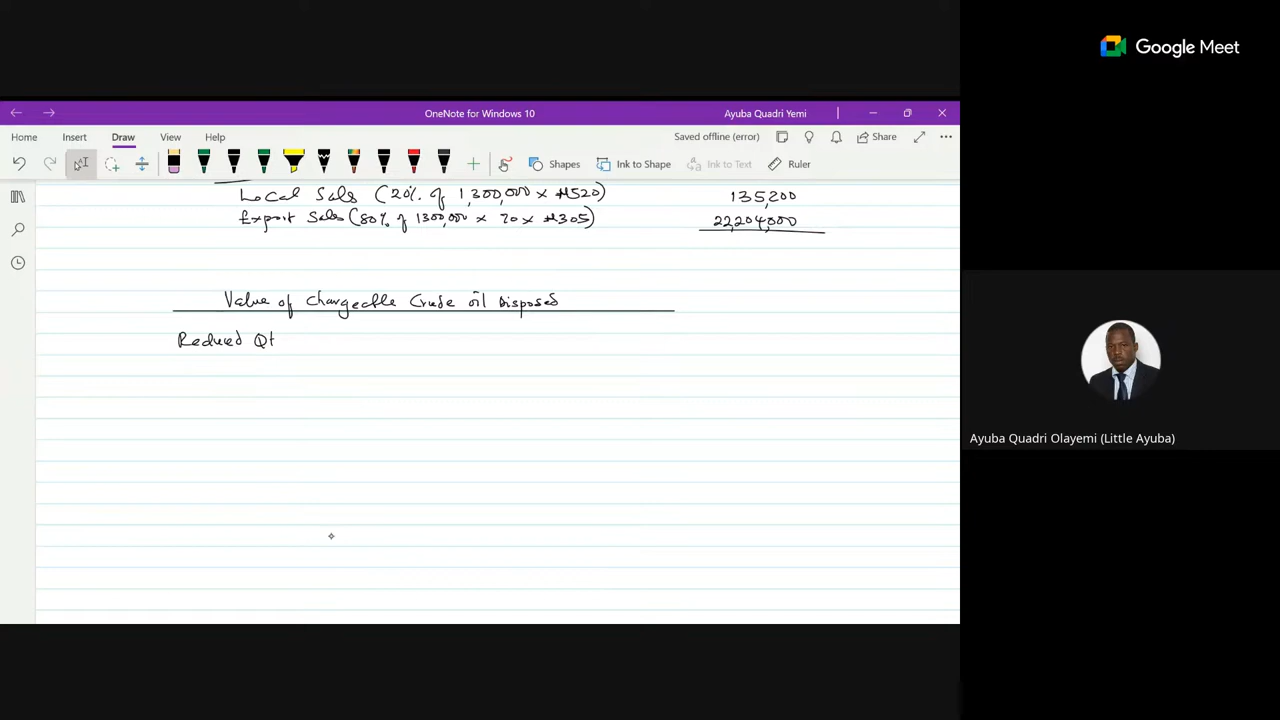 Google Meet
OneNote for Windows 10
Ayuba Quadri Yemi
Home Insert Draw View Help
Saved offline (error)
Share
Shapes
Ink to Shape
Ink to Text
Ruler
Local Sales (20% of 1,300,000 x ₦520) 135,200
Export Sales (80% of 1300,000 x 70 x ₦305) 22,204,000
Value of Chargeable Crude oil Disposed
Reduced Qt
Ayuba Quadri Olayemi (Little Ayuba)